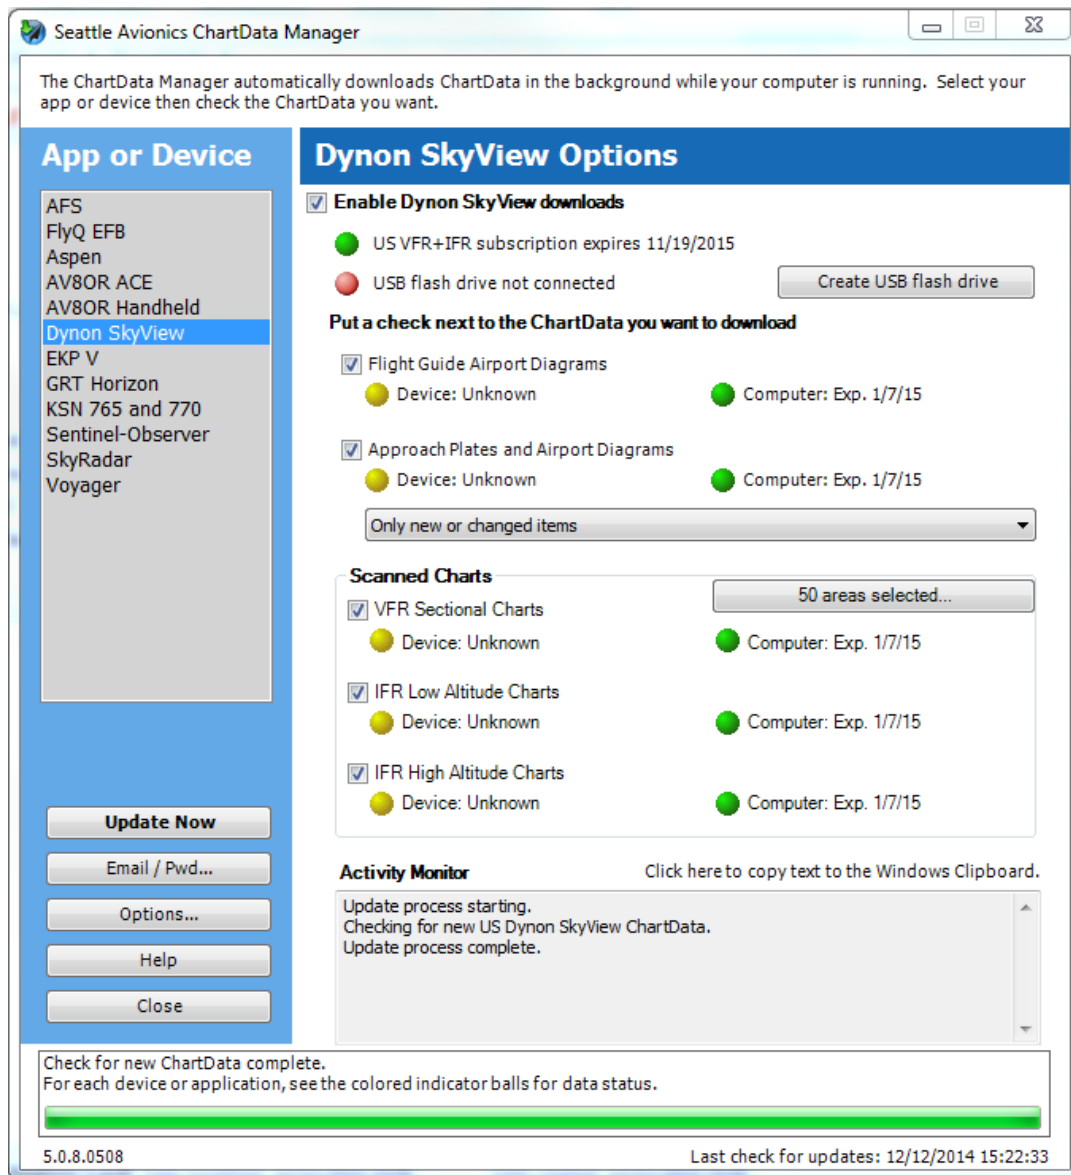 Seattle Avionics ChartData Manager
The ChartData Manager automatically downloads ChartData in the background while your computer is running. Select your
app or device then check the ChartData you want.
App or Device
AFS
FlyQ EFB
Aspen
AV8OR ACE
AV8OR Handheld
Dynon SkyView
EKP V
GRT Horizon
KSN 765 and 770
Sentinel-Observer
SkyRadar
Voyager
Update Now
Email / Pwd...
Options...
Help
Close
Dynon SkyView Options
Enable Dynon SkyView downloads
US VFR+IFR subscription expires 11/19/2015
USB flash drive not connected
Create USB flash drive
Put a check next to the ChartData you want to download
Flight Guide Airport Diagrams
Device: Unknown
Computer: Exp. 1/7/15
Approach Plates and Airport Diagrams
Device: Unknown
Computer: Exp. 1/7/15
Only new or changed items
Scanned Charts
50 areas selected...
VFR Sectional Charts
Device: Unknown
Computer: Exp. 1/7/15
IFR Low Altitude Charts
Device: Unknown
Computer: Exp. 1/7/15
IFR High Altitude Charts
Device: Unknown
Computer: Exp. 1/7/15
Activity Monitor
Click here to copy text to the Windows Clipboard.
Update process starting.
Checking for new US Dynon SkyView ChartData.
Update process complete.
Check for new ChartData complete.
For each device or application, see the colored indicator balls for data status.
5.0.8.0508
Last check for updates: 12/12/2014 15:22:33